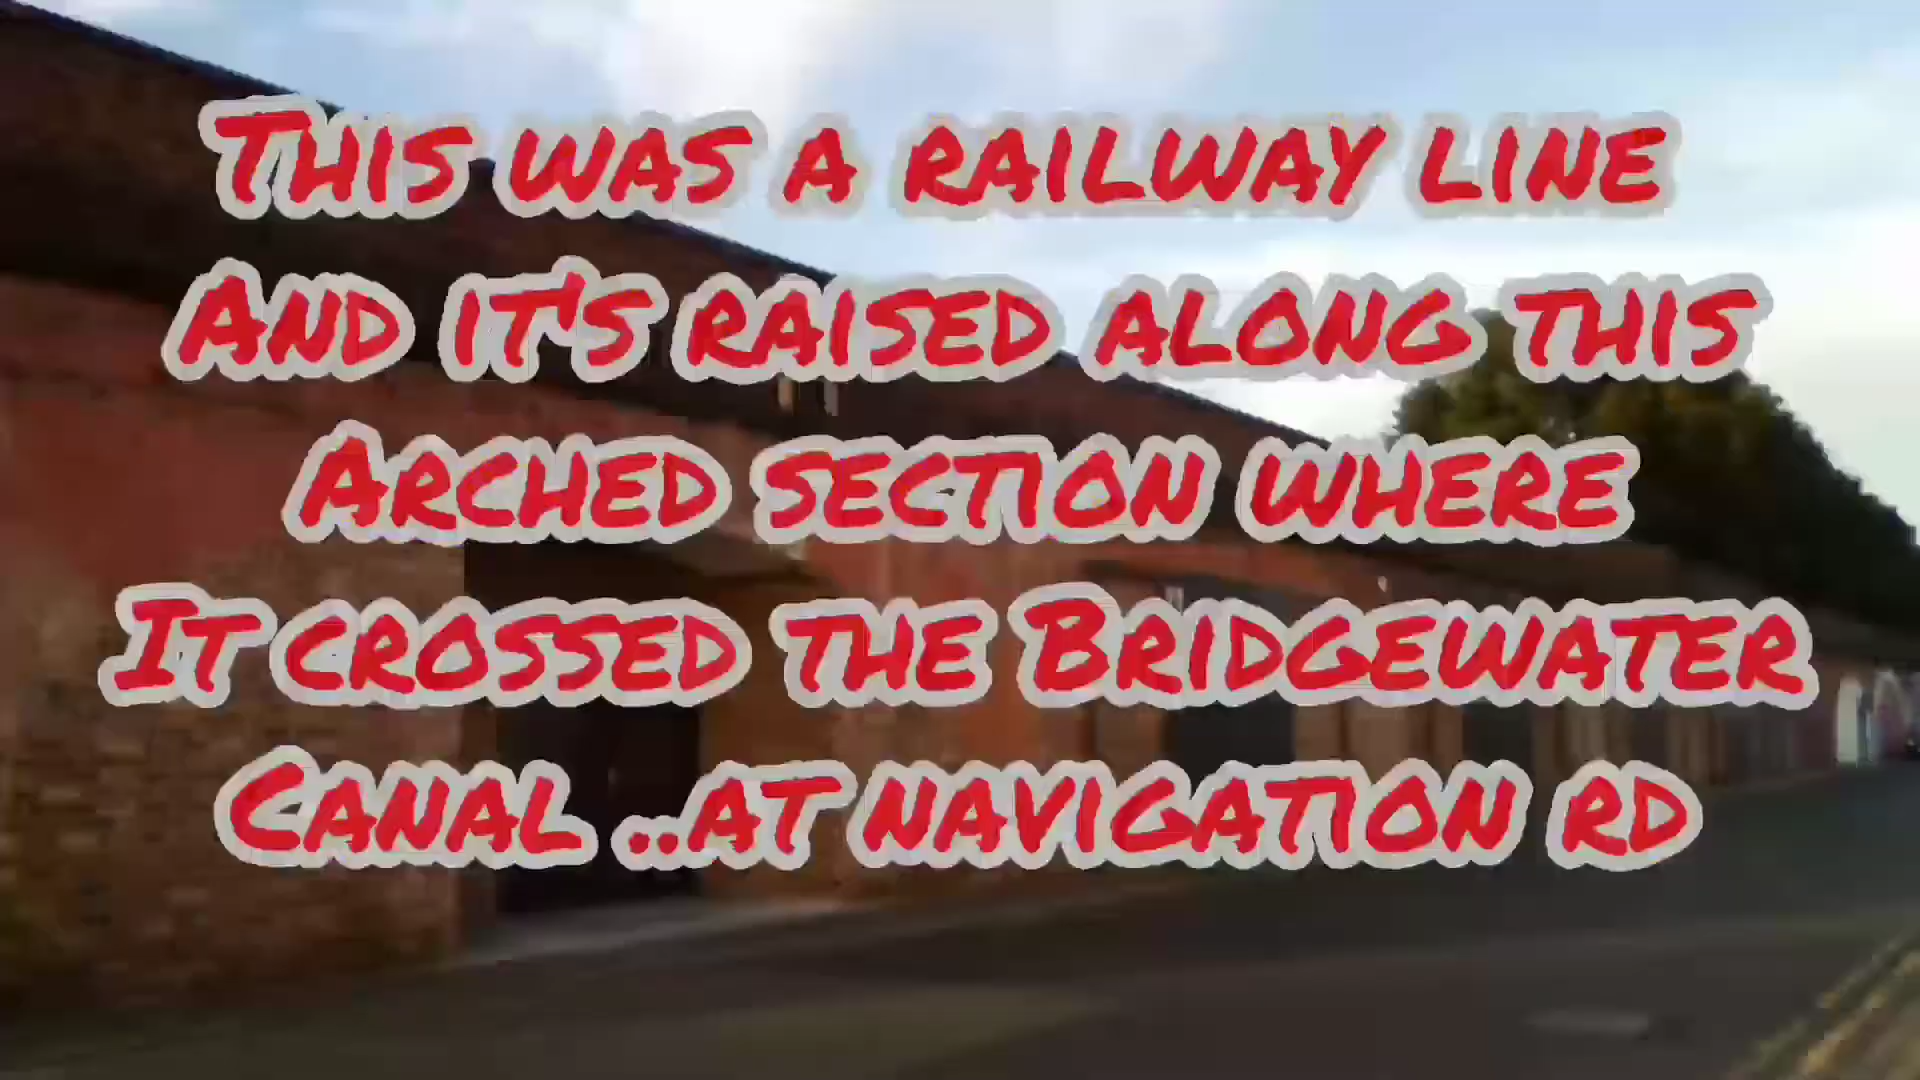 This was a railway line
And it's raised along this
Arched section where
It crossed the Bridgewater
Canal ..at navigation rd